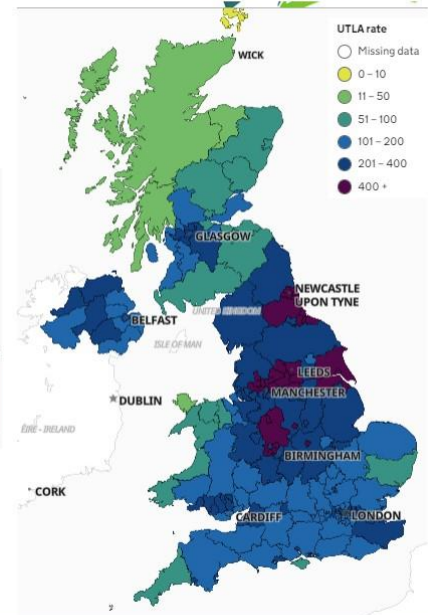 UTLA rate
Missing data
0 – 10
11 – 50
51 – 100
101 – 200
201 – 400
400 +
WICK
GLASGOW
NEWCASTLE
UPON TYNE
UNITED KINGDOM
BELFAST
ISLE OF MAN
LEEDS
MANCHESTER
DUBLIN
ÉIRE - IRELAND
BIRMINGHAM
CORK
CARDIFF
LONDON